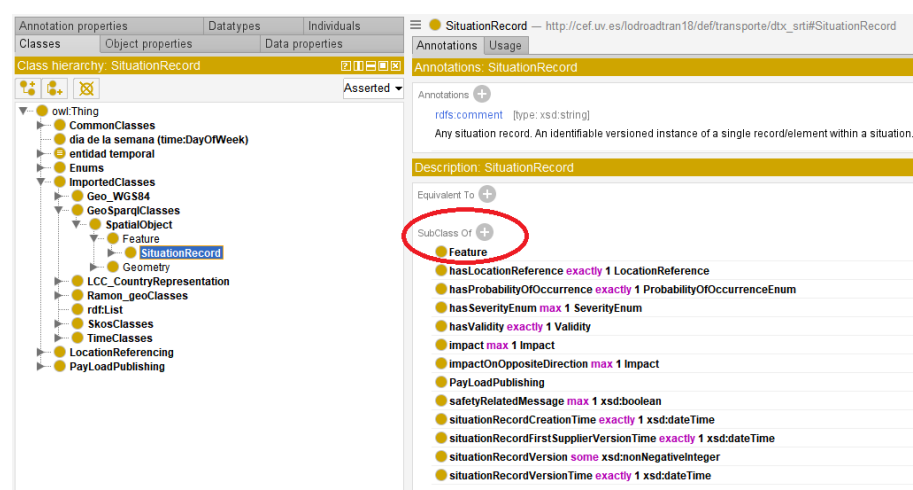 Annotation properties Datatypes Individuals
Classes Object properties Data properties
Class hierarchy: SituationRecord
Asserted
owl:Thing
CommonClasses
día de la semana (time:DayOfWeek)
entidad temporal
Enums
ImportedClasses
Geo_WGS84
GeoSparqlClasses
SpatialObject
Feature
SituationRecord
Geometry
LCC_CountryRepresentation
Ramon_geoClasses
rdf:List
SkosClasses
TimeClasses
LocationReferencing
PayLoadPublishing
SituationRecord — http://cef.uv.es/lodroadtran18/def/transporte/dtx_srti#SituationRecord
Annotations Usage
Annotations: SituationRecord
Annotations
rdfs:comment [type: xsd:string]
Any situation record. An identifiable versioned instance of a single record/element within a situation.
Description: SituationRecord
Equivalent To
SubClass Of
Feature
hasLocationReference exactly 1 LocationReference
hasProbabilityOfOccurrence exactly 1 ProbabilityOfOccurrenceEnum
hasSeverityEnum max 1 SeverityEnum
hasValidity exactly 1 Validity
impact max 1 Impact
impactOnOppositeDirection max 1 Impact
PayLoadPublishing
safetyRelatedMessage max 1 xsd:boolean
situationRecordCreationTime exactly 1 xsd:dateTime
situationRecordFirstSupplierVersionTime exactly 1 xsd:dateTime
situationRecordVersion some xsd:nonNegativeInteger
situationRecordVersionTime exactly 1 xsd:dateTime